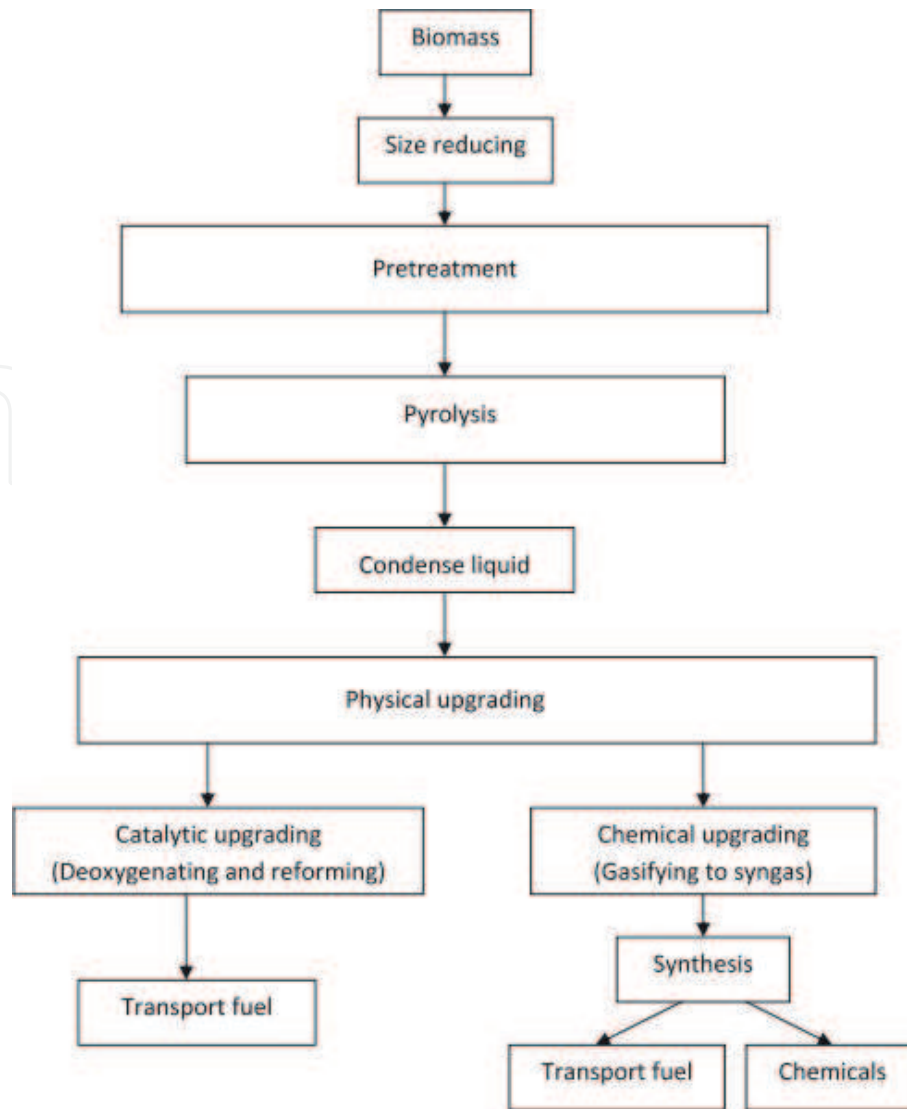 Biomass
Size reducing
Pretreatment
Pyrolysis
Condense liquid
Physical upgrading
Catalytic upgrading
(Deoxygenating and reforming)
Chemical upgrading
(Gasifying to syngas)
Synthesis
Transport fuel
Transport fuel
Chemicals